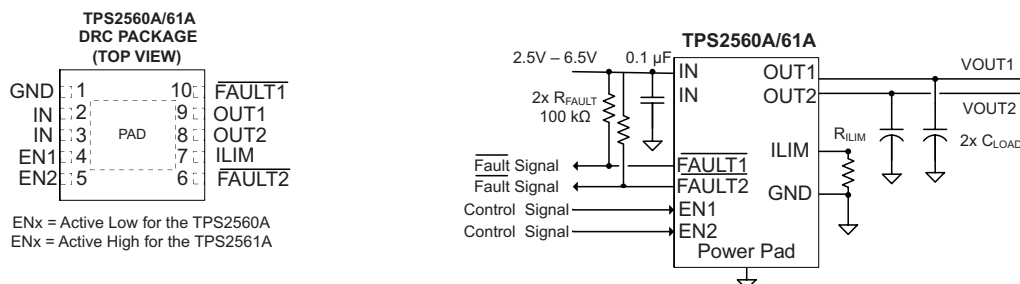 TPS2560A/61A
DRC PACKAGE
(TOP VIEW)
GND 1
IN 2
IN 3
EN1 4
EN2 5
PAD
10 FAULT1
9 OUT1
8 OUT2
7 ILIM
6 FAULT2
ENx = Active Low for the TPS2560A
ENx = Active High for the TPS2561A
TPS2560A/61A
2.5V – 6.5V
0.1 µF
2x RFAULT
100 kΩ
IN
IN
OUT1
OUT2
VOUT1
VOUT2
RILIM
2x CLOAD
ILIM
GND
Fault Signal
Fault Signal
Control Signal
Control Signal
FAULT1
FAULT2
EN1
EN2
Power Pad